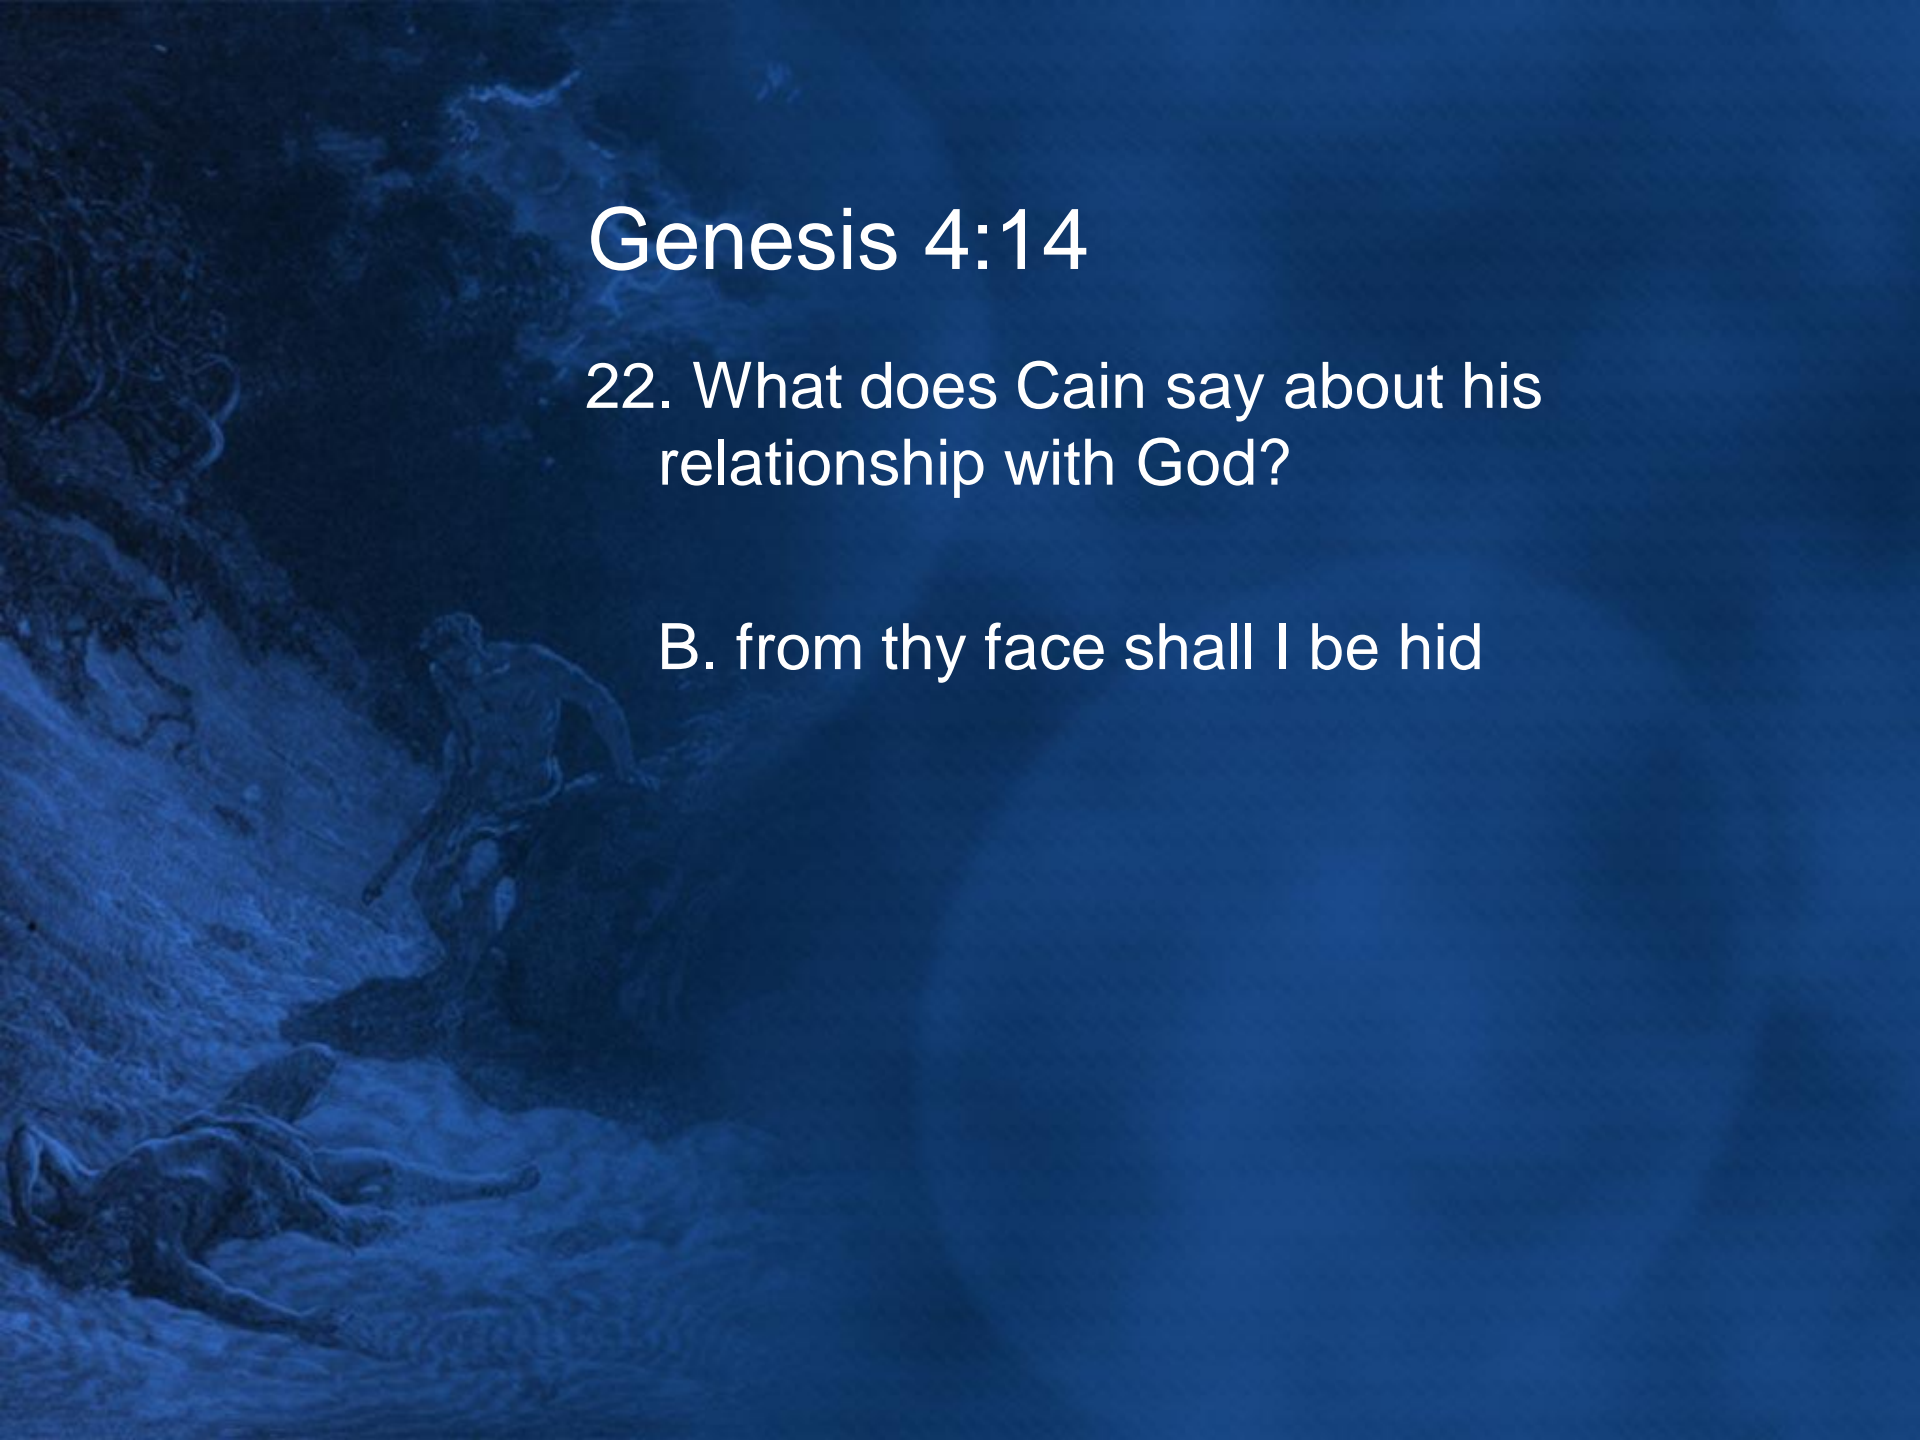 Genesis 4:14
22. What does Cain say about his
relationship with God?
B. from thy face shall I be hid